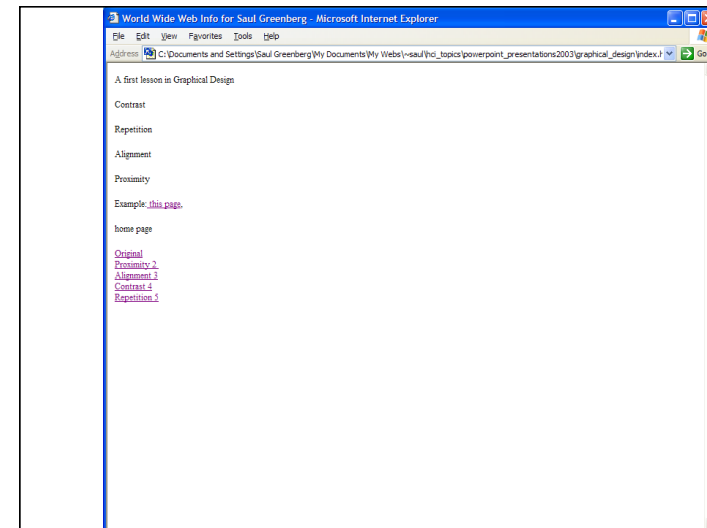 World Wide Web Info for Saul Greenberg - Microsoft Internet Explorer
File Edit View Favorites Tools Help
Address C:\Documents and Settings\Saul Greenberg\My Documents\My Webs\~saul\hci_topics\powerpoint_presentations2003\graphical_design\index.h Go
A first lesson in Graphical Design
Contrast
Repetition
Alignment
Proximity
Example: this page.
home page
Original
Proximity 2
Alignment 3
Contrast 4
Repetition 5